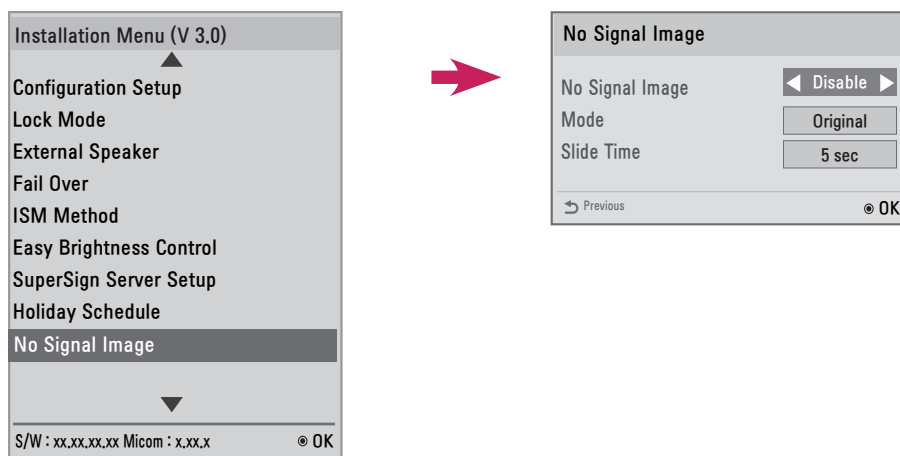 Installation Menu (V 3.0)
Configuration Setup
Lock Mode
External Speaker
Fail Over
ISM Method
Easy Brightness Control
SuperSign Server Setup
Holiday Schedule
No Signal Image
S/W : xx.xx.xx.xx Micom : x.xx.x OK
No Signal Image
No Signal Image Disable
Mode Original
Slide Time 5 sec
Previous OK